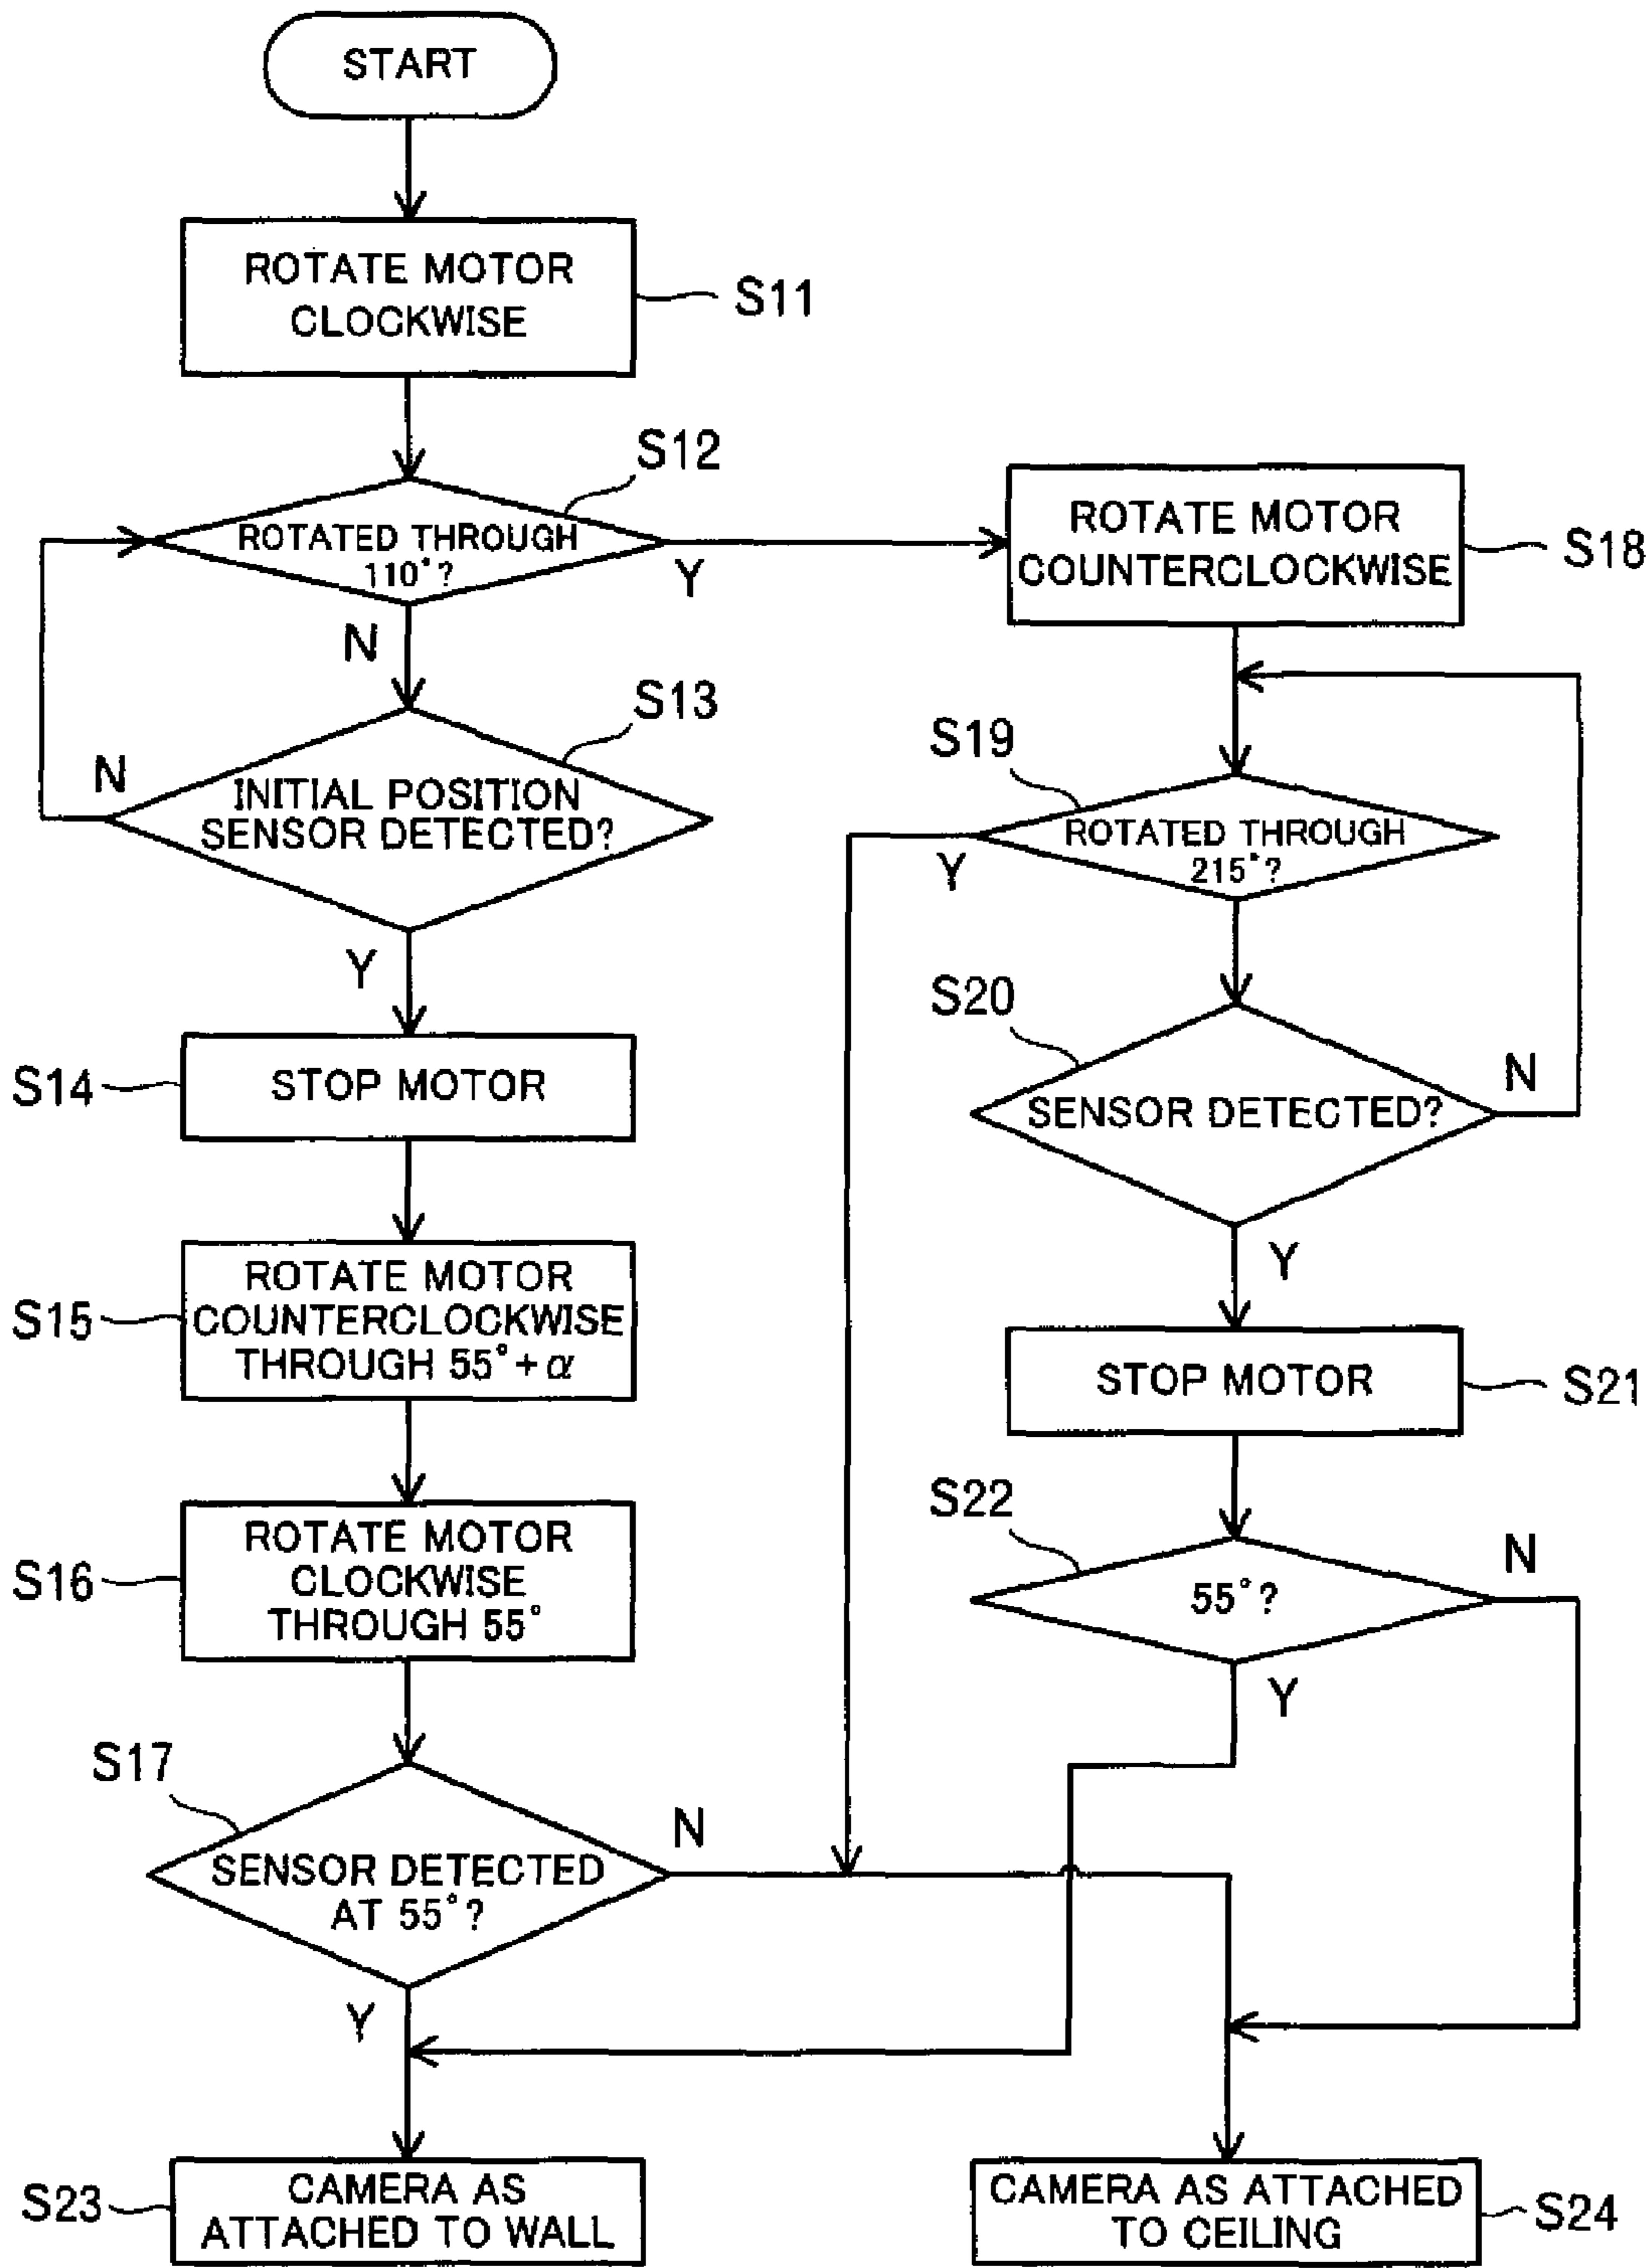 START
ROTATE MOTOR
CLOCKWISE
S11
S12
ROTATED THROUGH
110°?
Y
N
S13
INITIAL POSITION
SENSOR DETECTED?
N
Y
S14
STOP MOTOR
S15
ROTATE MOTOR
COUNTERCLOCKWISE
THROUGH 55°+α
S16
ROTATE MOTOR
CLOCKWISE
THROUGH 55°
S17
SENSOR DETECTED
AT 55°?
N
Y
S23
CAMERA AS
ATTACHED TO WALL
ROTATE MOTOR
COUNTERCLOCKWISE
S18
S19
ROTATED THROUGH
215°?
Y
S20
SENSOR DETECTED?
N
Y
STOP MOTOR
S21
S22
55°?
N
Y
CAMERA AS ATTACHED
TO CEILING
S24